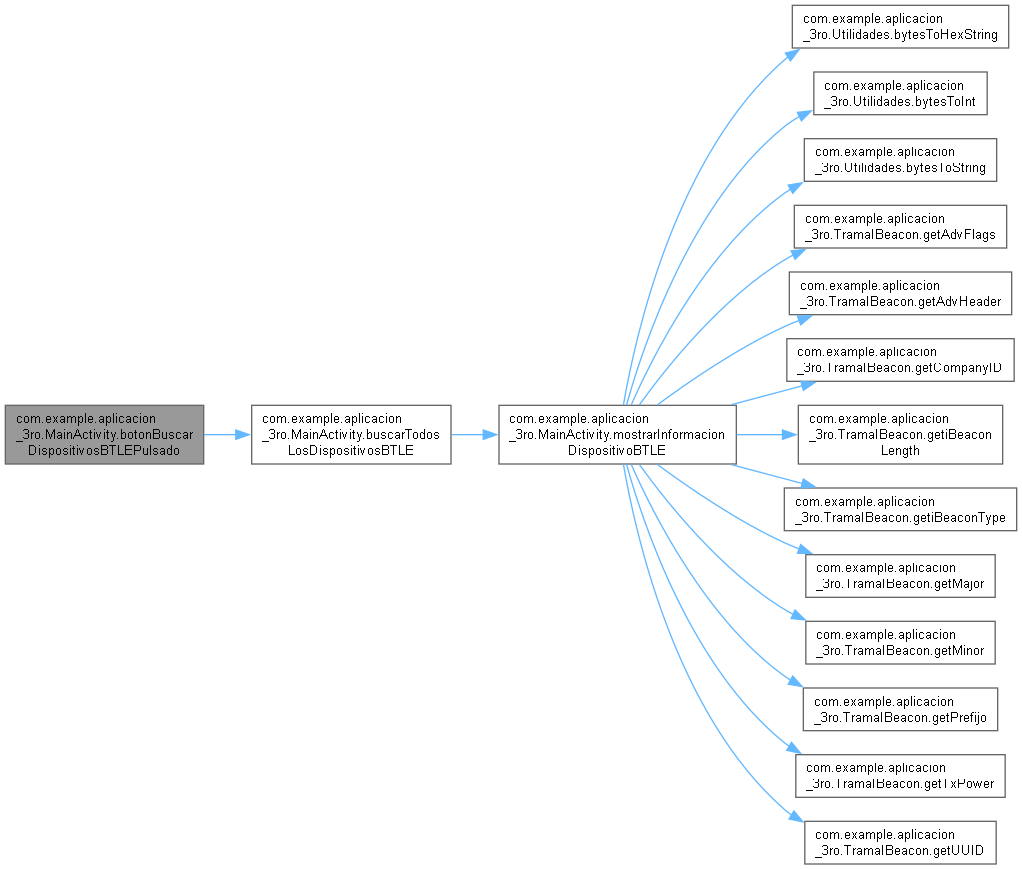 com.example.aplicacion
_3ro.MainActivity.botonBuscar
DispositivosBTLEPulsado
com.example.aplicacion
_3ro.MainActivity.buscarTodos
LosDispositivosBTLE
com.example.aplicacion
_3ro.MainActivity.mostrarInformacion
DispositivoBTLE
com.example.aplicacion
_3ro.Utilidades.bytesToHexString
com.example.aplicacion
_3ro.Utilidades.bytesToInt
com.example.aplicacion
_3ro.Utilidades.bytesToString
com.example.aplicacion
_3ro.TramaIBeacon.getAdvFlags
com.example.aplicacion
_3ro.TramaIBeacon.getAdvHeader
com.example.aplicacion
_3ro.TramaIBeacon.getCompanyID
com.example.aplicacion
_3ro.TramaIBeacon.getiBeacon
Length
com.example.aplicacion
_3ro.TramaIBeacon.getiBeaconType
com.example.aplicacion
_3ro.TramaIBeacon.getMajor
com.example.aplicacion
_3ro.TramaIBeacon.getMinor
com.example.aplicacion
_3ro.TramaIBeacon.getPrefijo
com.example.aplicacion
_3ro.TramaIBeacon.getTxPower
com.example.aplicacion
_3ro.TramaIBeacon.getUUID